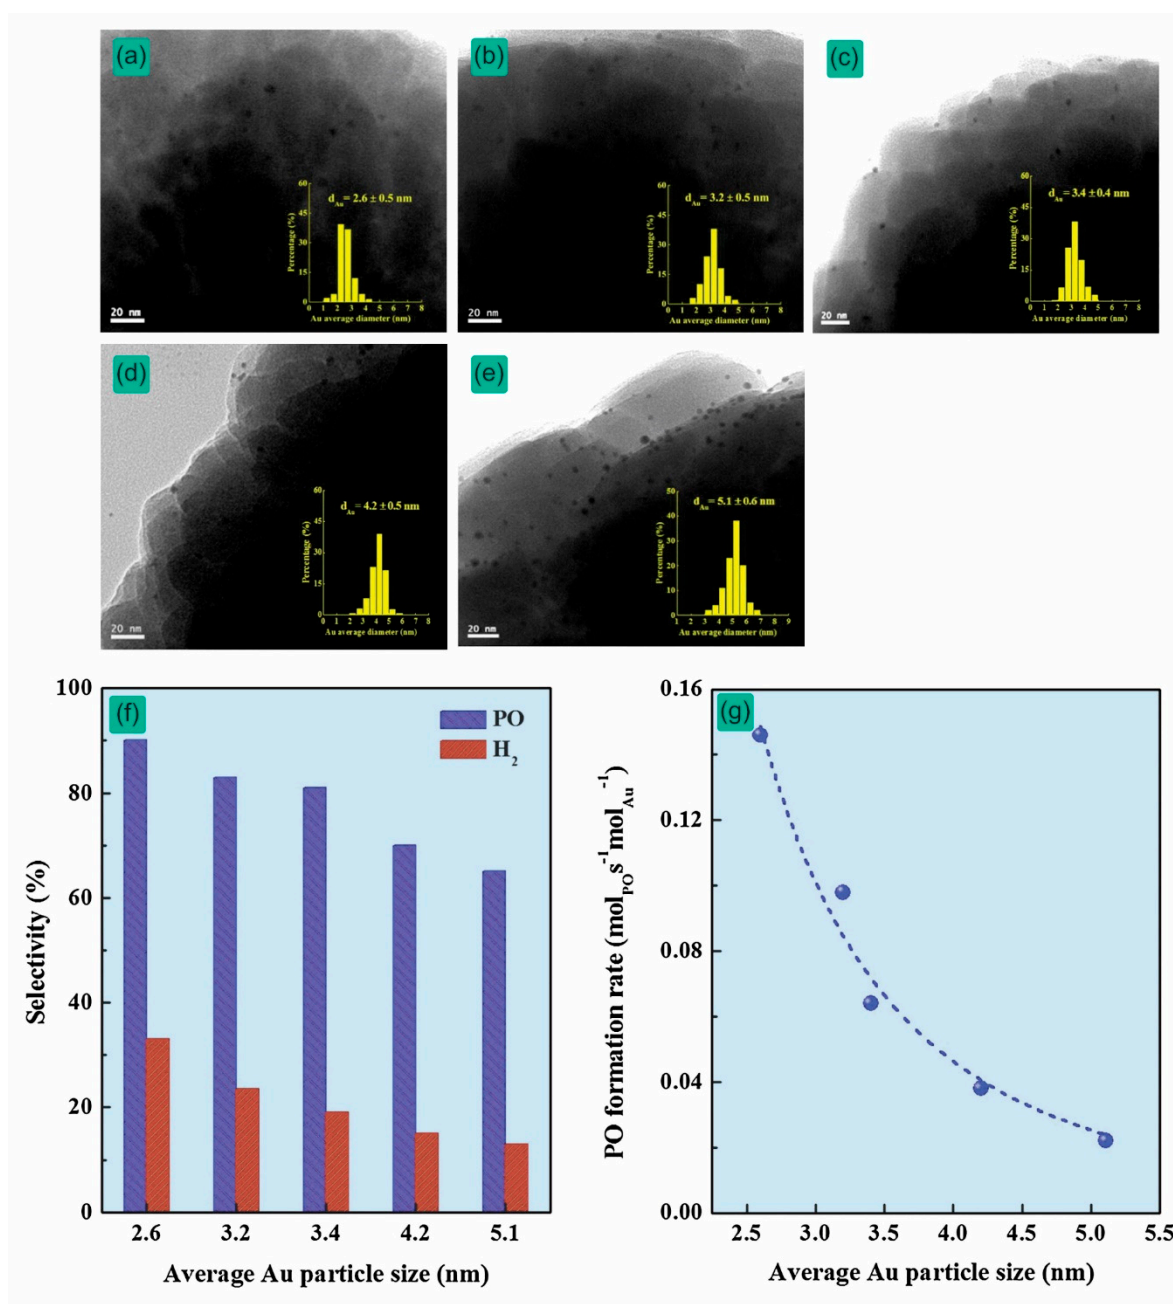 (a)
d_Au = 2.6 ± 0.5 nm
Percentage (%)
60
45
30
15
0
0 1 2 3 4 5 6 7 8
Au average diameter (nm)
20 nm
(b)
d_Au = 3.2 ± 0.5 nm
Percentage (%)
60
45
30
15
0
0 1 2 3 4 5 6 7 8
Au average diameter (nm)
20 nm
(c)
d_Au = 3.4 ± 0.4 nm
Percentage (%)
60
45
30
15
0
0 1 2 3 4 5 6 7 8
Au average diameter (nm)
20 nm
(d)
d_Au = 4.2 ± 0.5 nm
Percentage (%)
60
45
30
15
0
0 1 2 3 4 5 6 7 8
Au average diameter (nm)
20 nm
(e)
d_Au = 5.1 ± 0.6 nm
Percentage (%)
50
40
30
20
10
0
1 2 3 4 5 6 7 8 9
Au average diameter (nm)
20 nm
(f)
PO
H₂
Selectivity (%)
100
80
60
40
20
0
2.6 3.2 3.4 4.2 5.1
Average Au particle size (nm)
(g)
PO formation rate (mol_PO s⁻¹ mol_Au⁻¹)
0.16
0.12
0.08
0.04
0.00
2.5 3.0 3.5 4.0 4.5 5.0 5.5
Average Au particle size (nm)